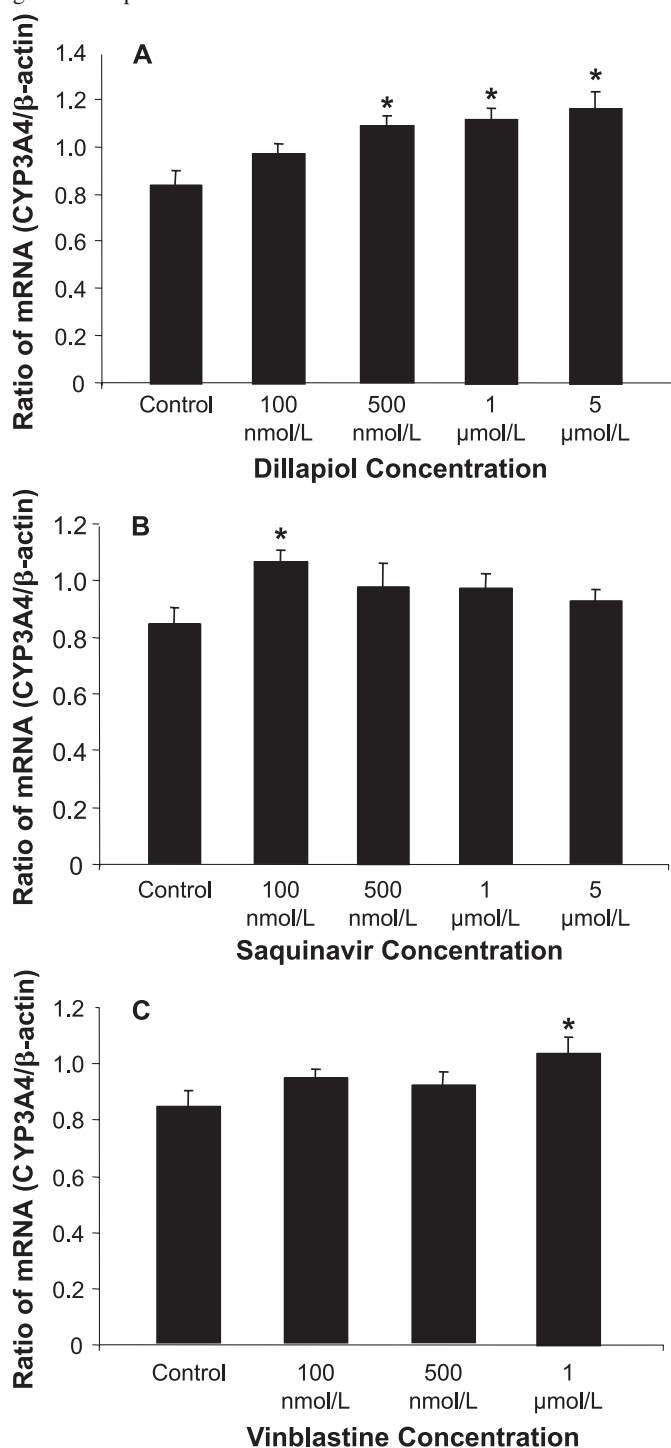 A
Ratio of mRNA (CYP3A4/β-actin)
1.4
1.2
1.0
0.8
0.6
0.4
0.2
0
*
*
*
Control 100 500 1 5
nmol/L nmol/L μmol/L μmol/L
Dillapiol Concentration
B
Ratio of mRNA (CYP3A4/β-actin)
1.2
1.0
0.8
0.6
0.4
0.2
0
*
Control 100 500 1 5
nmol/L nmol/L μmol/L μmol/L
Saquinavir Concentration
C
Ratio of mRNA (CYP3A4/β-actin)
1.2
1.0
0.8
0.6
0.4
0.2
0
*
Control 100 500 1
nmol/L nmol/L μmol/L
Vinblastine Concentration